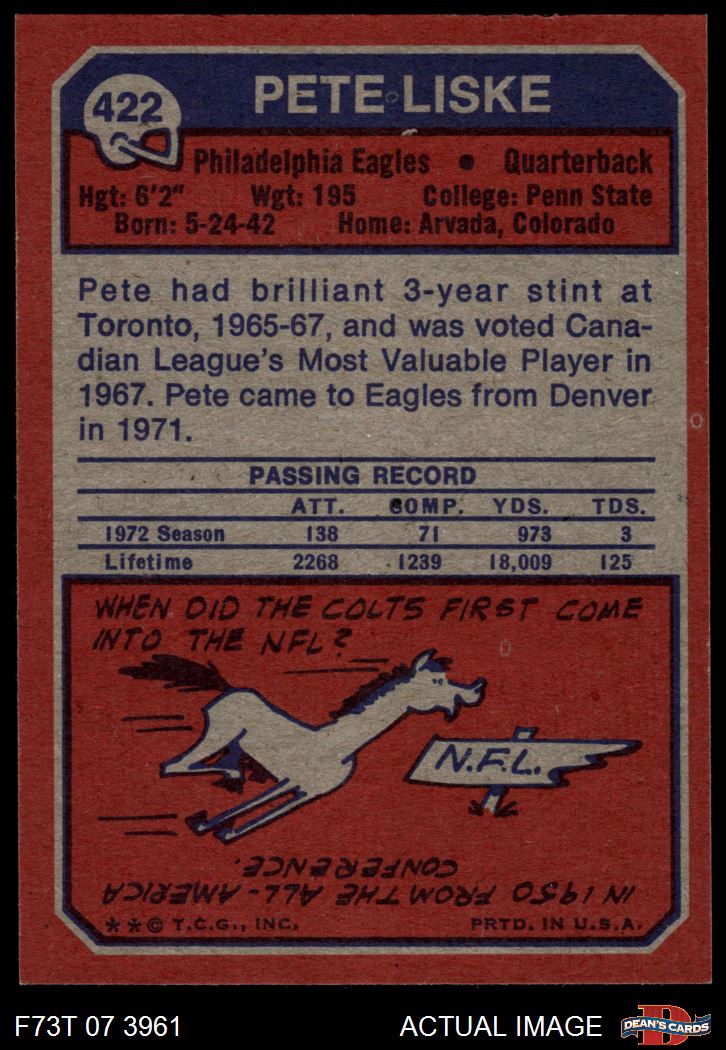 422
PETE LISKE
Philadelphia Eagles • Quarterback
Hgt: 6'2" Wgt: 195 College: Penn State
Born: 5-24-42 Home: Arvada, Colorado
Pete had brilliant 3-year stint at
Toronto, 1965-67, and was voted Cana-
dian League's Most Valuable Player in
1967. Pete came to Eagles from Denver
in 1971.
PASSING RECORD
ATT. COMP. YDS. TDS.
1972 Season 138 71 973 3
Lifetime 2268 1239 18,009 125
WHEN DID THE COLTS FIRST COME
INTO THE NFL?
N.F.L.
IN 1950 FROM THE ALL-AMERICA
CONFERENCE.
**© T.C.G., INC. PRTD. IN U.S.A.
F73T 07 3961 ACTUAL IMAGE
D
DEAN'S CARDS